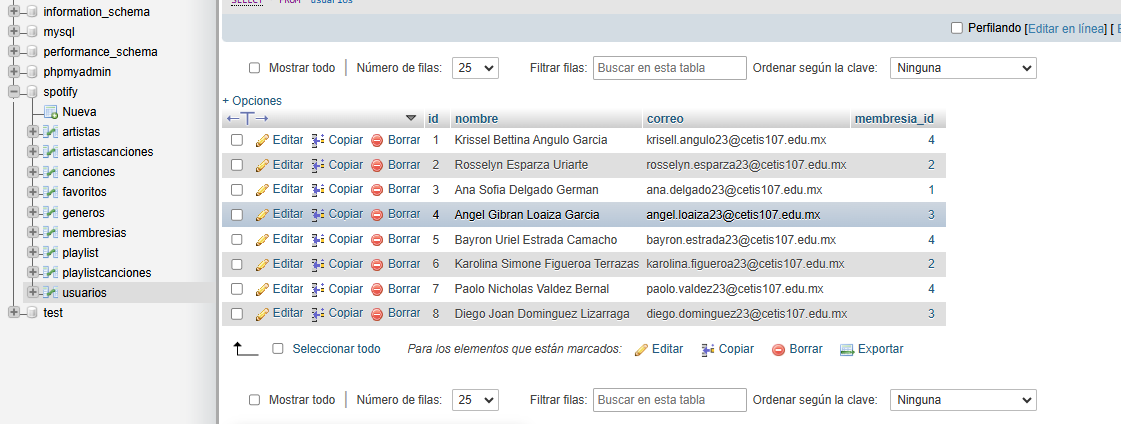 SELECT * FROM `usuarios`
Perfilando [Editar en línea] [
information_schema
mysql
performance_schema
phpmyadmin
spotify
Nueva
artistas
artistascanciones
canciones
favoritos
generos
membresias
playlist
playlistcanciones
usuarios
test
Mostrar todo Número de filas: 25 Filtrar filas: Buscar en esta tabla Ordenar según la clave: Ninguna
+ Opciones
←T→ id nombre correo membresia_id
Editar Copiar Borrar 1 Krissel Bettina Angulo Garcia krisell.angulo23@cetis107.edu.mx 4
Editar Copiar Borrar 2 Rosselyn Esparza Uriarte rosselyn.esparza23@cetis107.edu.mx 2
Editar Copiar Borrar 3 Ana Sofia Delgado German ana.delgado23@cetis107.edu.mx 1
Editar Copiar Borrar 4 Angel Gibran Loaiza Garcia angel.loaiza23@cetis107.edu.mx 3
Editar Copiar Borrar 5 Bayron Uriel Estrada Camacho bayron.estrada23@cetis107.edu.mx 4
Editar Copiar Borrar 6 Karolina Simone Figueroa Terrazas karolina.figueroa23@cetis107.edu.mx 2
Editar Copiar Borrar 7 Paolo Nicholas Valdez Bernal paolo.valdez23@cetis107.edu.mx 4
Editar Copiar Borrar 8 Diego Joan Dominguez Lizarraga diego.dominguez23@cetis107.edu.mx 3
Seleccionar todo Para los elementos que están marcados: Editar Copiar Borrar Exportar
Mostrar todo Número de filas: 25 Filtrar filas: Buscar en esta tabla Ordenar según la clave: Ninguna